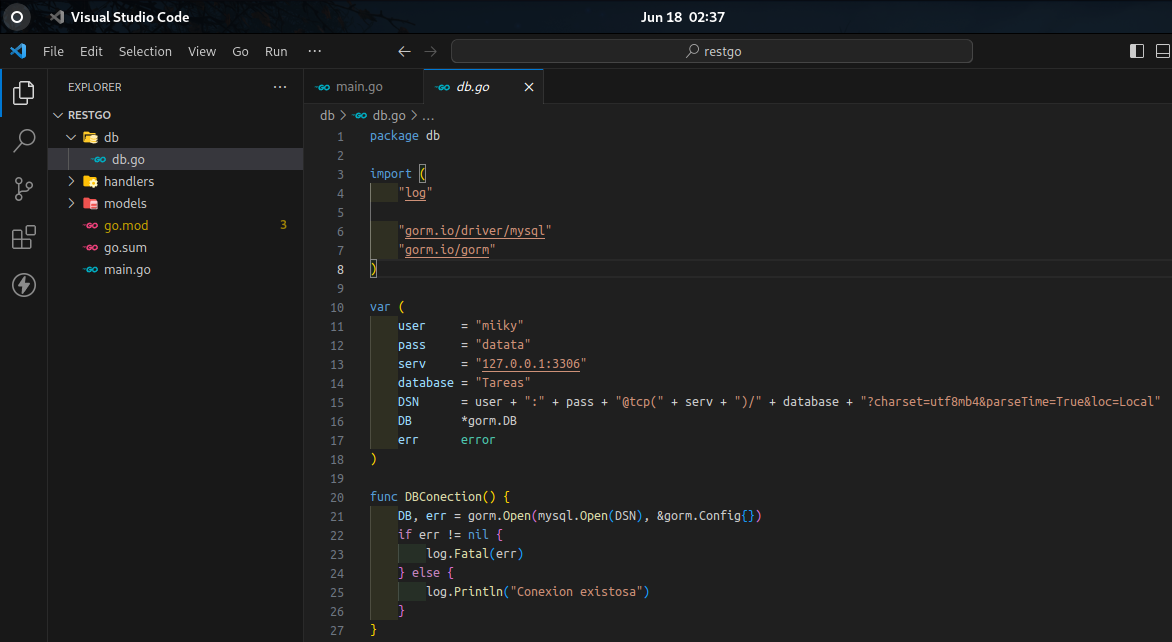 Visual Studio Code
Jun 18 02:37
File Edit Selection View Go Run ···
restgo
EXPLORER ···
RESTGO
db
db.go
handlers
models
go.mod 3
go.sum
main.go
main.go db.go
db > db.go > ...
1 package db
2
3 import (
4 "log"
5
6 "gorm.io/driver/mysql"
7 "gorm.io/gorm"
8 )
9
10 var (
11 user = "miiky"
12 pass = "datata"
13 serv = "127.0.0.1:3306"
14 database = "Tareas"
15 DSN = user + ":" + pass + "@tcp(" + serv + ")/" + database + "?charset=utf8mb4&parseTime=True&loc=Local"
16 DB *gorm.DB
17 err error
18 )
19
20 func DBConection() {
21 DB, err = gorm.Open(mysql.Open(DSN), &gorm.Config{})
22 if err != nil {
23 log.Fatal(err)
24 } else {
25 log.Println("Conexion existosa")
26 }
27 }